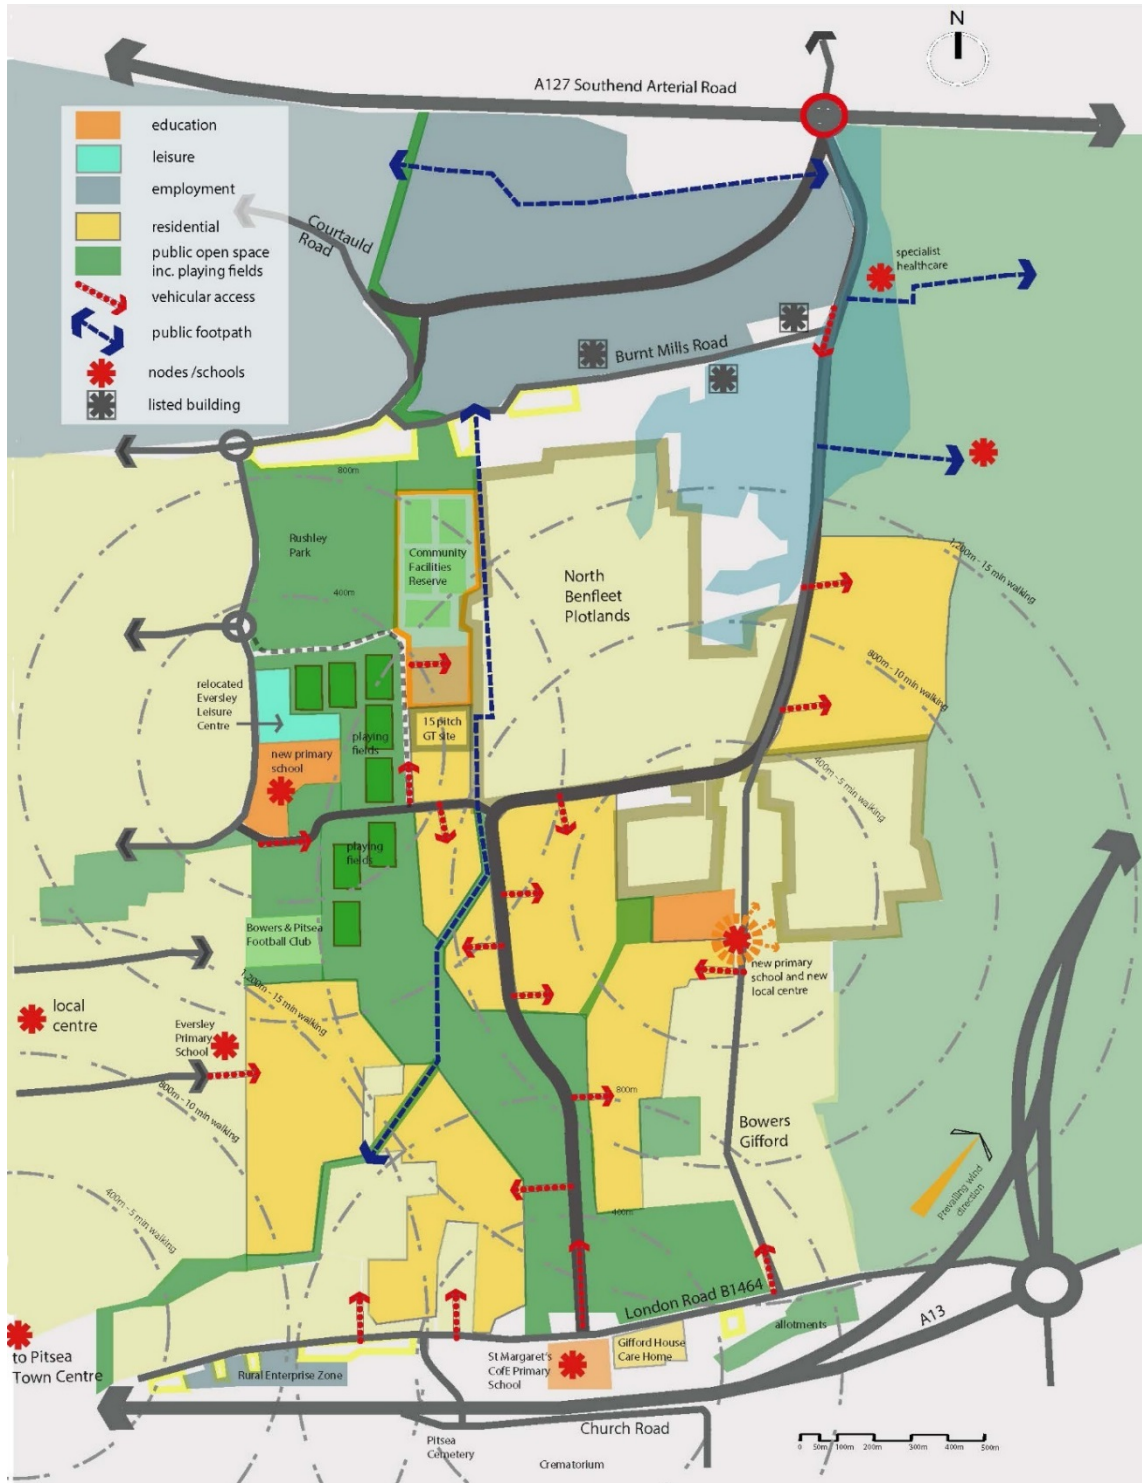 N
A127 Southend Arterial Road
education
leisure
employment
residential
public open space
inc. playing fields
vehicular access
public footpath
nodes /schools
listed building
Courtauld
Road
specialist
healthcare
Burnt Mills Road
800m
Rushley
Park
Community
Facilities
Reserve
400m
North
Benfleet
Plotlands
1,200m - 15 min walking
800m - 10 min walking
400m - 5 min walking
relocated
Eversley
Leisure
Centre
15 pitch
GT site
playing
fields
new primary
school
playing
fields
Bowers & Pitsea
Football Club
new primary
school and new
local centre
1,200m - 15 min walking
local
centre
Eversley
Primary
School
800m - 10 min walking
800m
Bowers
Gifford
Prevailing wind
direction
400m - 5 min walking
400m
London Road B1464
A13
allotments
to Pitsea
Town Centre
Gifford House
Care Home
St Margaret's
CofE Primary
School
Rural Enterprise Zone
Church Road
Pitsea
Cemetery
Crematorium
0 50m 100m 200m 300m 400m 500m